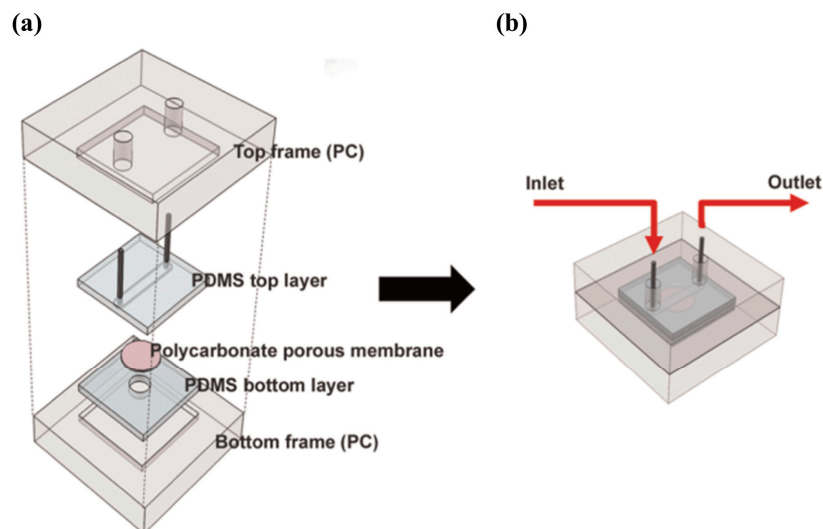 (a)
(b)
Top frame (PC)
PDMS top layer
Polycarbonate porous membrane
PDMS bottom layer
Bottom frame (PC)
Inlet
Outlet